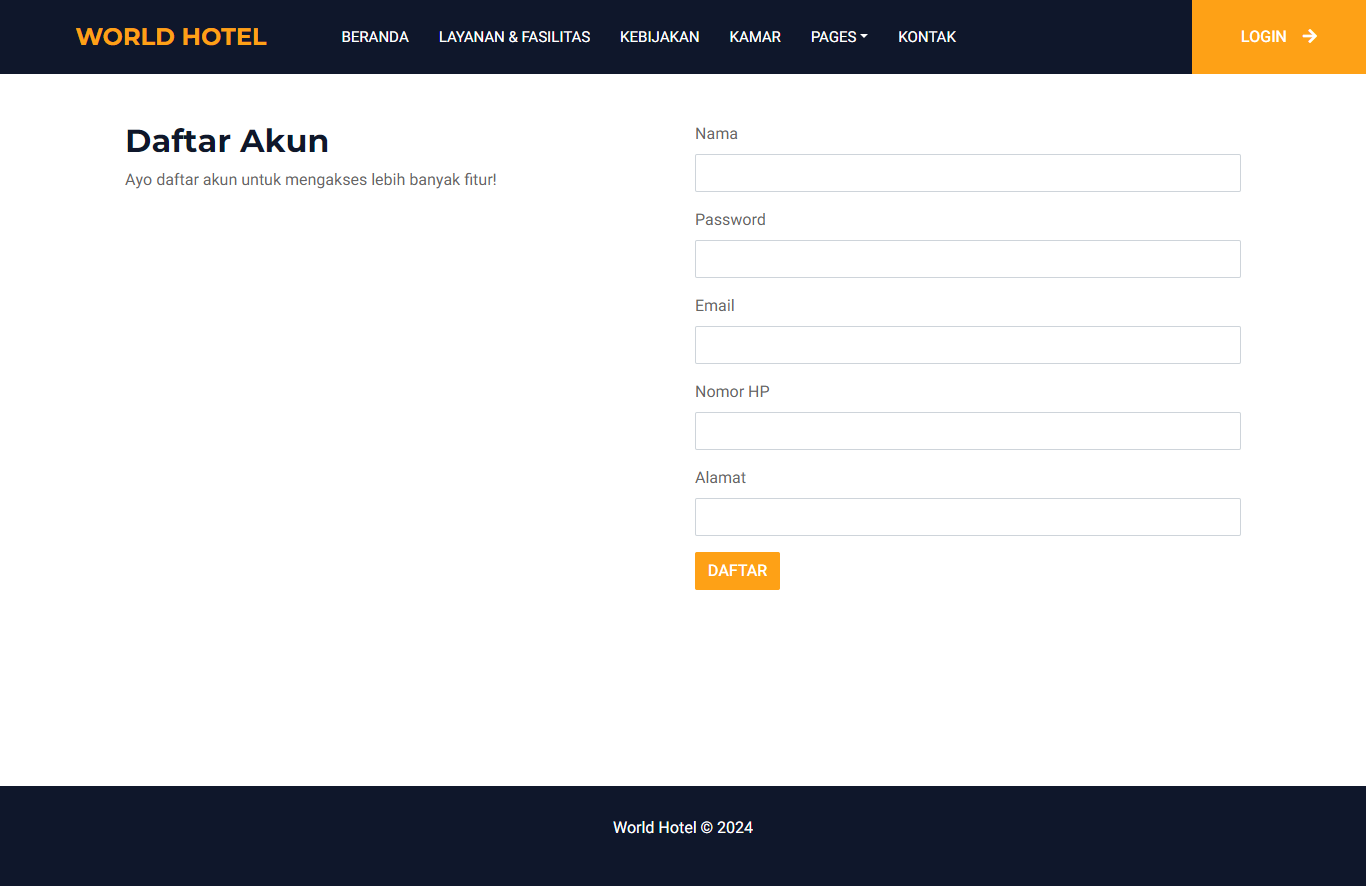 WORLD HOTEL
BERANDA LAYANAN & FASILITAS KEBIJAKAN KAMAR PAGES KONTAK
LOGIN
Daftar Akun
Ayo daftar akun untuk mengakses lebih banyak fitur!
Nama
Password
Email
Nomor HP
Alamat
DAFTAR
World Hotel © 2024